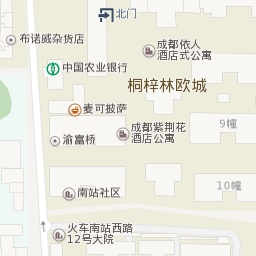 北门
布诺威杂货店
成都依人
酒店式公寓
中国农业银行
桐梓林欧城
麦可披萨
9幢
渝富桥
成都紫荆花
酒店公寓
南站社区
10幢
火车南站西路
12号大院